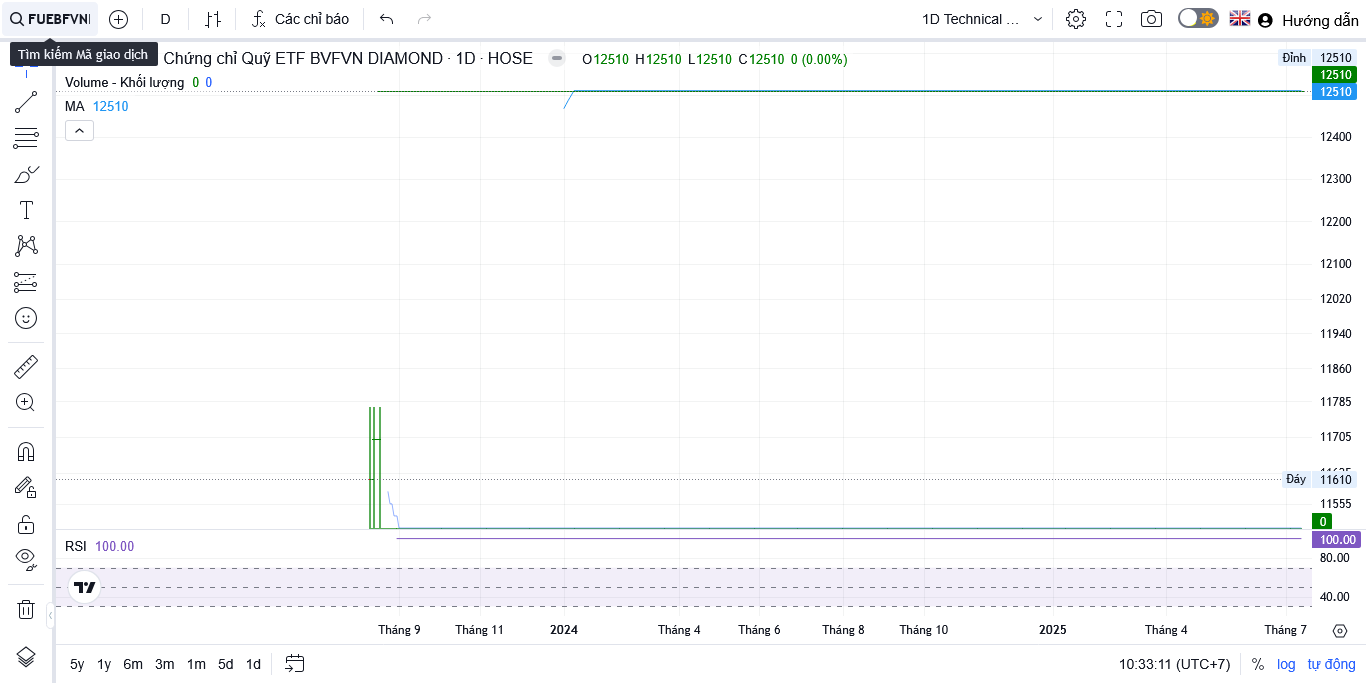 FUEBFVN
D
Các chỉ báo
1D Technical ...
Hướng dẫn
Tìm kiếm Mã giao dịch
Chứng chỉ Quỹ ETF BVFVN DIAMOND · 1D · HOSE
O12510 H12510 L12510 C12510 0 (0.00%)
Volume - Khối lượng 0 0
MA 12510
Đỉnh 12510
12510
12510
12400
12300
12200
12100
12020
11940
11860
11785
11705
Đáy 11610
11555
0
RSI 100.00
100.00
80.00
40.00
Tháng 9 Tháng 11 2024 Tháng 4 Tháng 6 Tháng 8 Tháng 10 2025 Tháng 4 Tháng 7
5y 1y 6m 3m 1m 5d 1d
10:33:11 (UTC+7) % log tự động